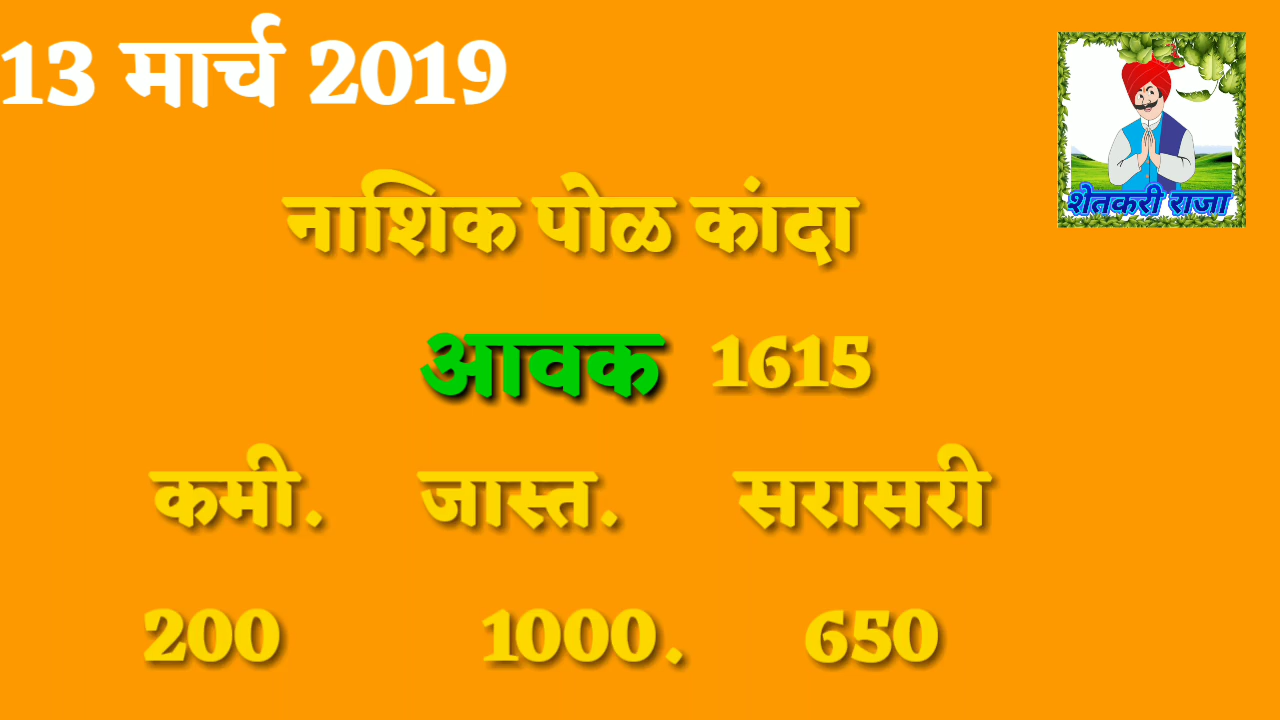 13 मार्च 2019
शेतकरी राजा
नाशिक पोळ कांदा
आवक 1615
कमी. जास्त. सरासरी
200 1000. 650